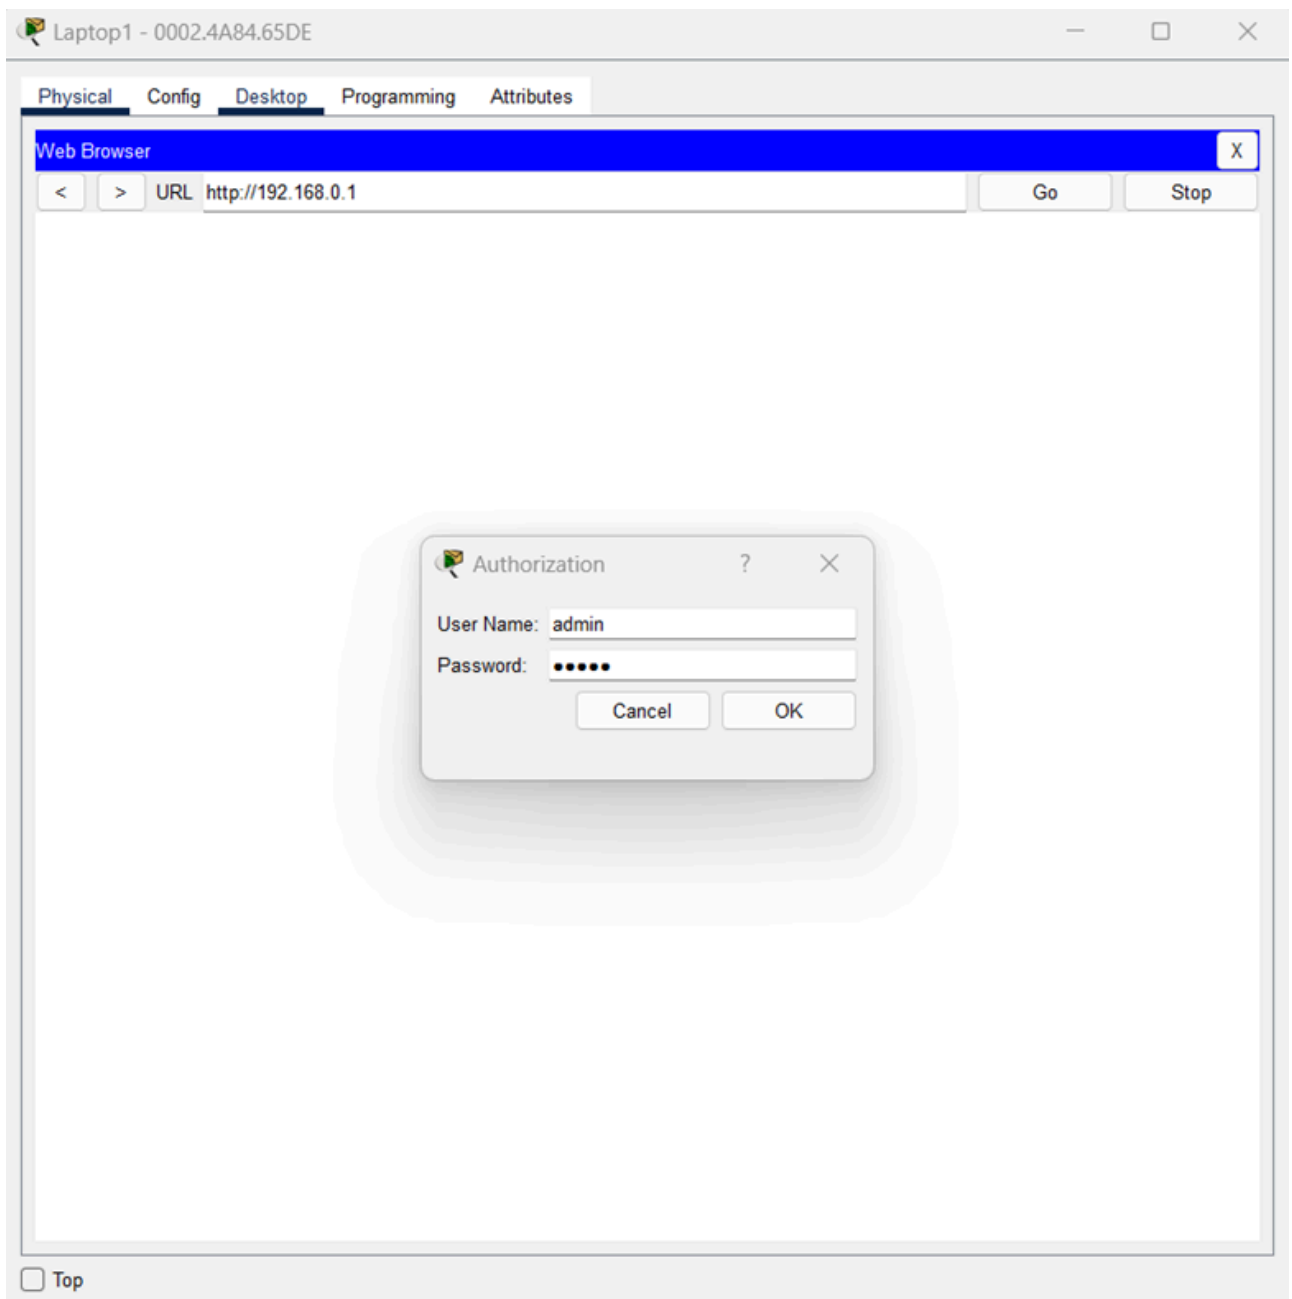 Laptop1 - 0002.4A84.65DE
Physical Config Desktop Programming Attributes
Web Browser X
< > URL http://192.168.0.1 Go Stop
Authorization ?
User Name: admin
Password: •••••
Cancel OK
Top